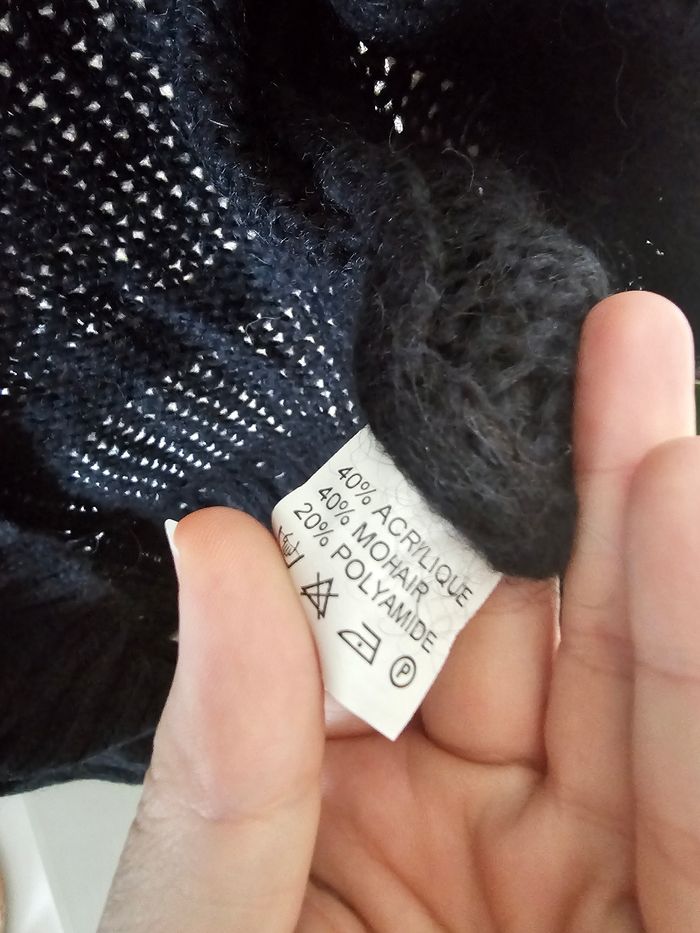 40% ACRYLIQUE
40% MOHAIR
20% POLYAMIDE
P